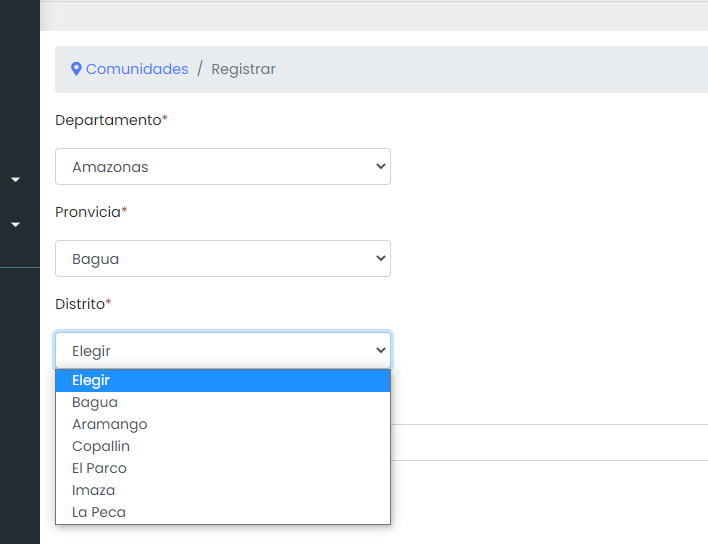 Comunidades / Registrar
Departamento*
Amazonas
Pronvicia*
Bagua
Distrito*
Elegir
Elegir
Bagua
Aramango
Copallin
El Parco
Imaza
La Peca